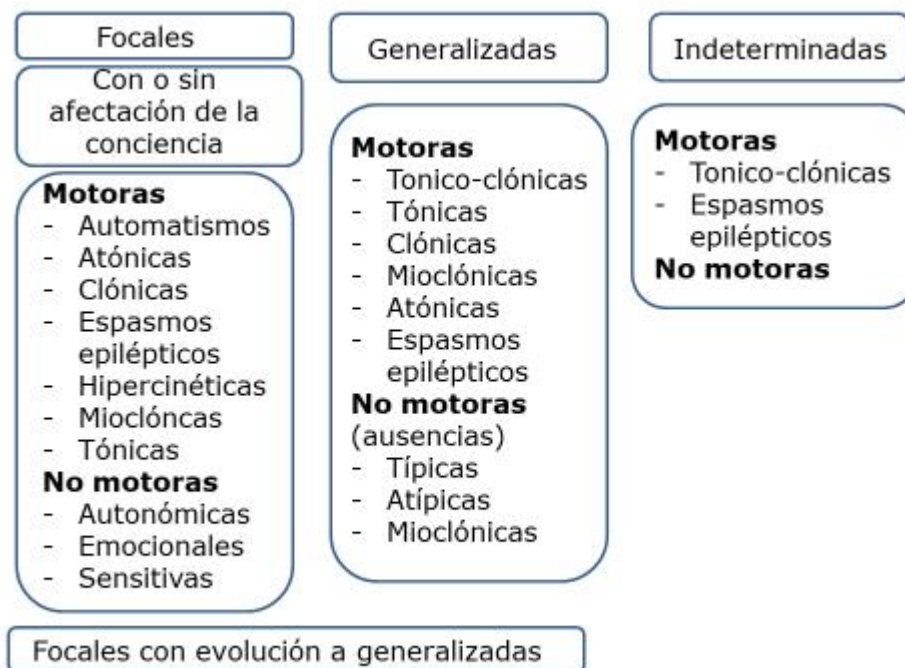 Focales
Con o sin
afectación de la
conciencia
Motoras
- Automatismos
- Atónicas
- Clónicas
- Espasmos
epilépticos
- Hipercinéticas
- Mioclóncas
- Tónicas
No motoras
- Autonómicas
- Emocionales
- Sensitivas
Generalizadas
Motoras
- Tonico-clónicas
- Tónicas
- Clónicas
- Mioclónicas
- Atónicas
- Espasmos
epilépticos
No motoras
(ausencias)
- Típicas
- Atípicas
- Mioclónicas
Indeterminadas
Motoras
- Tonico-clónicas
- Espasmos
epilépticos
No motoras
Focales con evolución a generalizadas